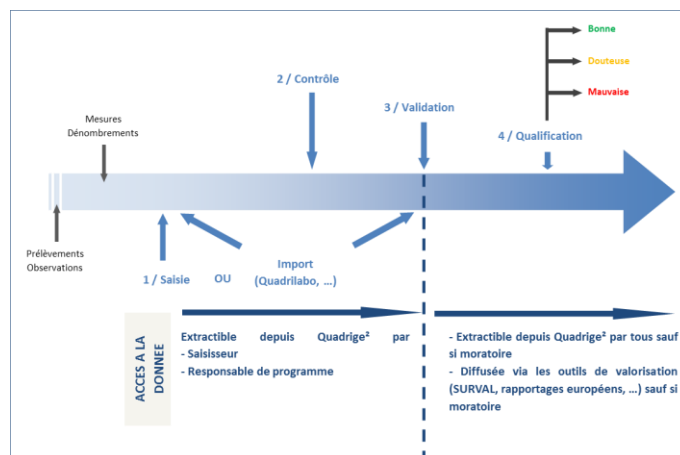 Bonne
Douteuse
Mauvaise
2 / Contrôle
3 / Validation
4 / Qualification
Mesures
Dénombrements
Prélèvements
Observations
1 / Saisie OU
Import
(Quadrilabo, ...)
ACCES A LA
DONNEE
Extractible depuis Quadrige² par
- Saisisseur
- Responsable de programme
- Extractible depuis Quadrige² par tous sauf
si moratoire
- Diffusée via les outils de valorisation
(SURVAL, rapportages européens, ...) sauf si
moratoire